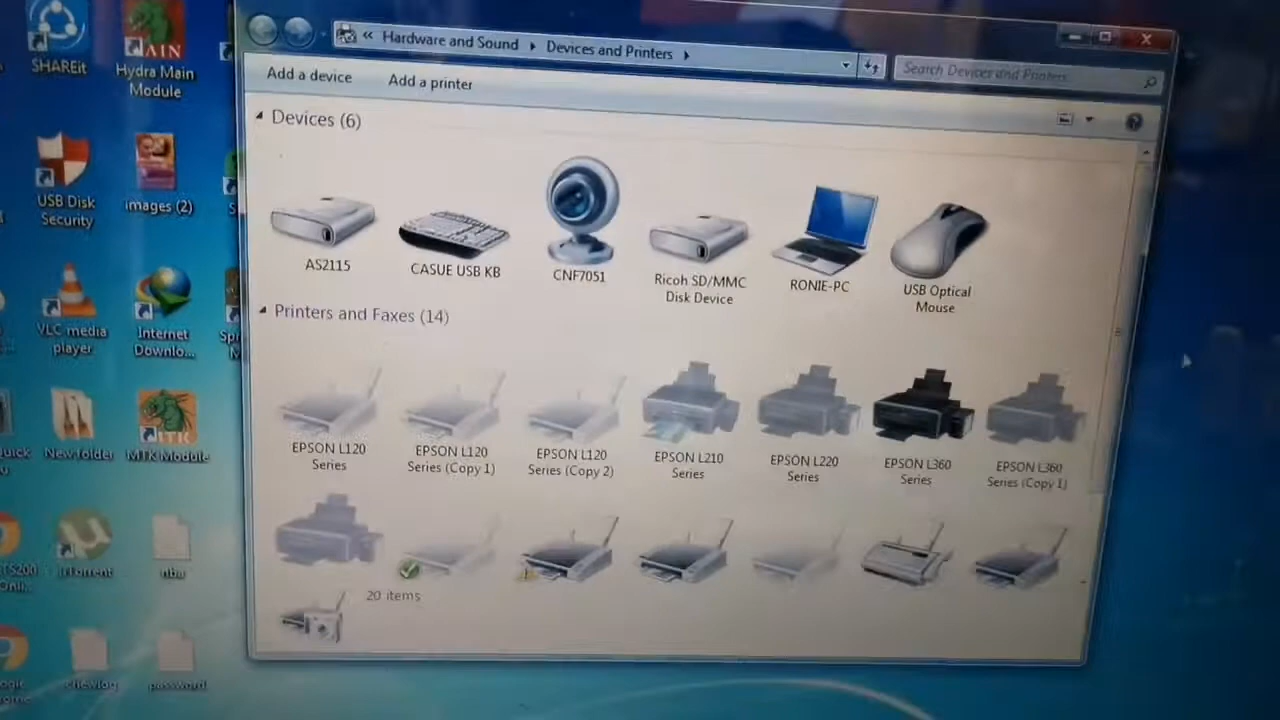 SHAREit
Hydra Main
Module
USB Disk
Security
images (2)
VLC media
player
Internet
Downlo...
New folder
MTK Module
nba
password
« Hardware and Sound ▸ Devices and Printers ▸
Search Devices and Printers
Add a device
Add a printer
Devices (6)
AS2115
CASUE USB KB
CNF7051
Ricoh SD/MMC
Disk Device
RONIE-PC
USB Optical
Mouse
Printers and Faxes (14)
EPSON L120
Series
EPSON L120
Series (Copy 1)
EPSON L120
Series (Copy 2)
EPSON L210
Series
EPSON L220
Series
EPSON L360
Series
EPSON L360
Series (Copy 1)
20 items